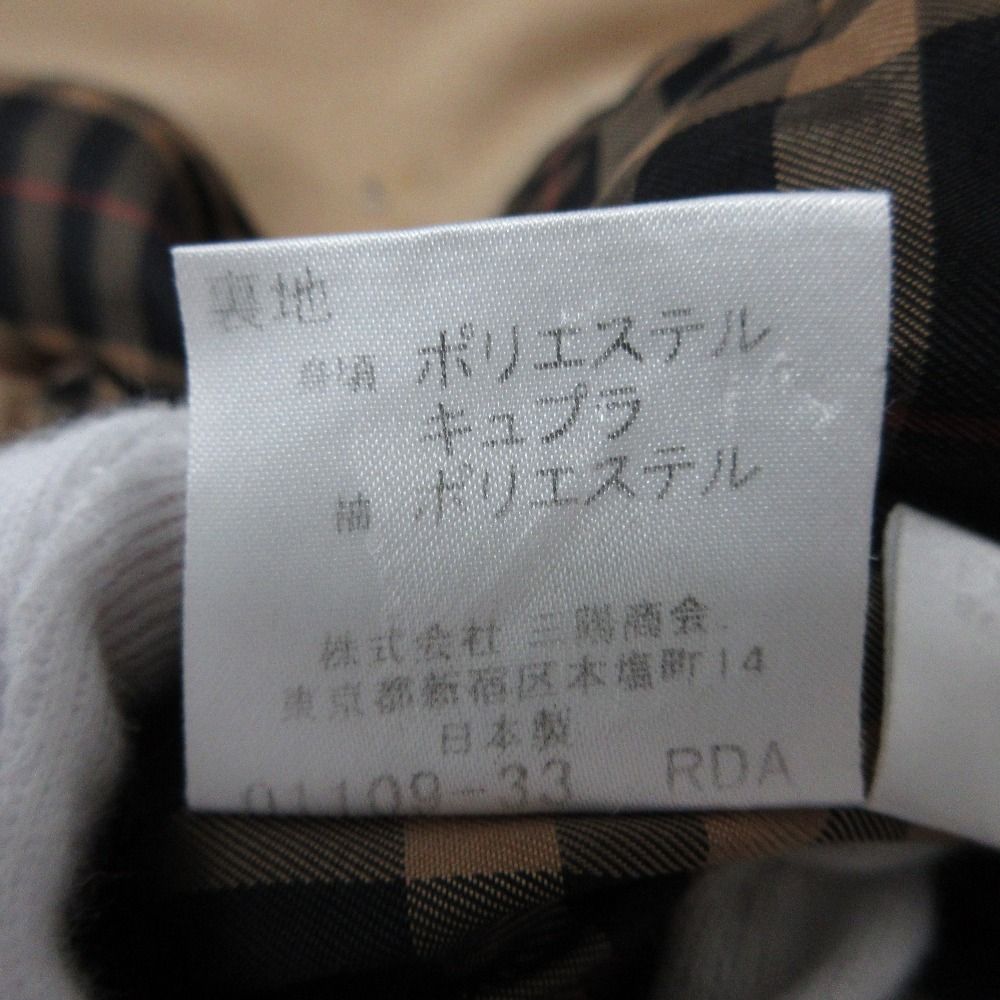 裏地
身頃 ポリエステル
キュプラ
袖 ポリエステル
株式会社 三陽商会
東京都新宿区本塩町14
日本製
01109-33 RDA